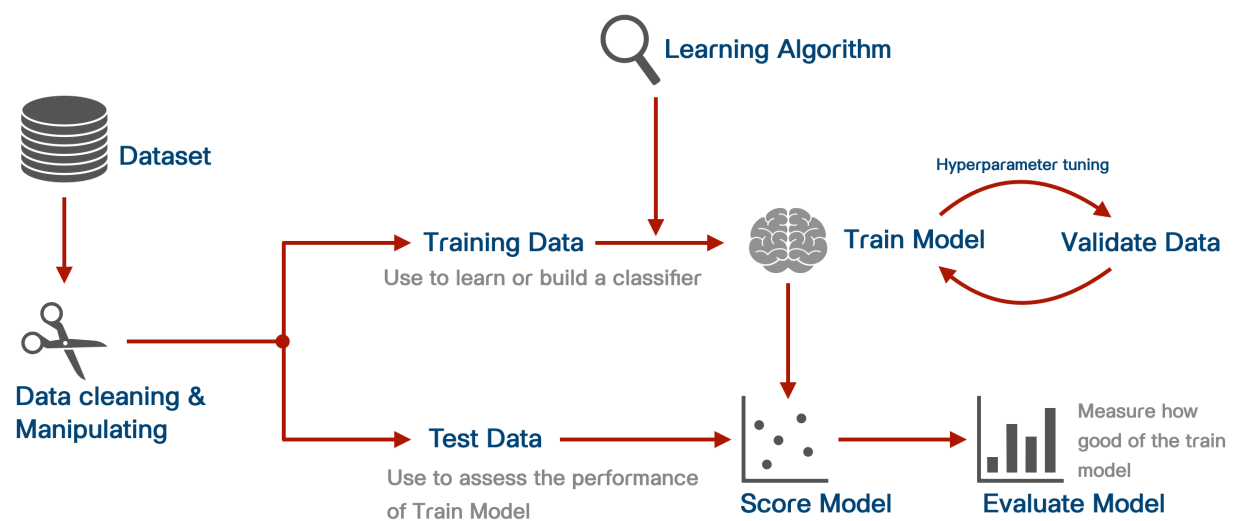 Learning Algorithm
Dataset
Hyperparameter tuning
Training Data
Use to learn or build a classifier
Train Model
Validate Data
Data cleaning &
Manipulating
Test Data
Use to assess the performance
of Train Model
Score Model
Measure how
good of the train
model
Evaluate Model